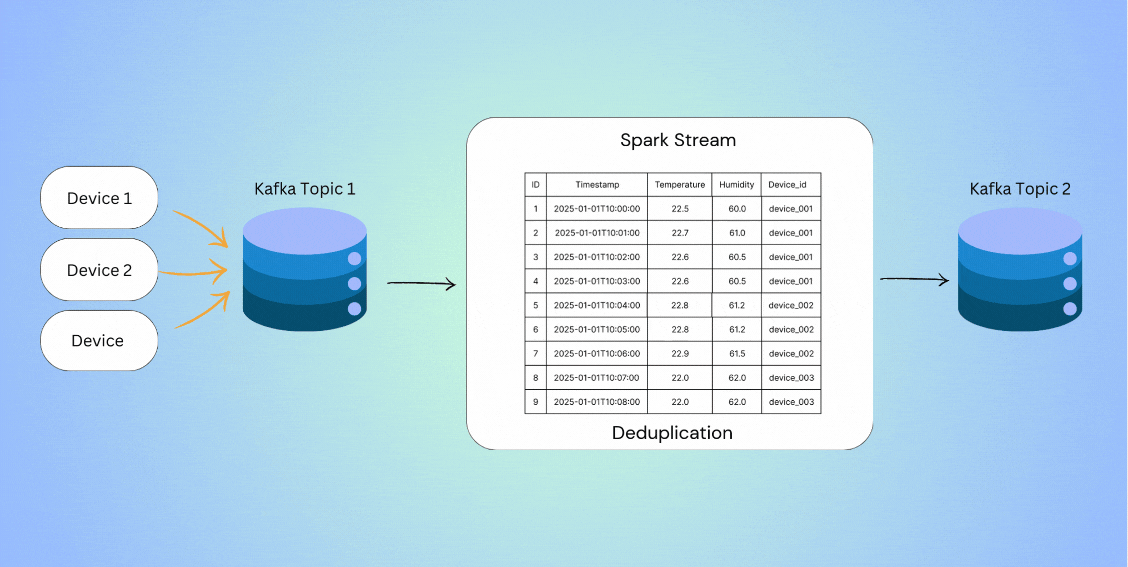 Device 1
Device 2
Device
Kafka Topic 1
Spark Stream
ID Timestamp Temperature Humidity Device_id
1 2025-01-01T10:00:00 22.5 60.0 device_001
2 2025-01-01T10:01:00 22.7 61.0 device_001
3 2025-01-01T10:02:00 22.6 60.5 device_001
4 2025-01-01T10:03:00 22.6 60.5 device_001
5 2025-01-01T10:04:00 22.8 61.2 device_002
6 2025-01-01T10:05:00 22.8 61.2 device_002
7 2025-01-01T10:06:00 22.9 61.5 device_002
8 2025-01-01T10:07:00 22.0 62.0 device_003
9 2025-01-01T10:08:00 22.0 62.0 device_003
Deduplication
Kafka Topic 2